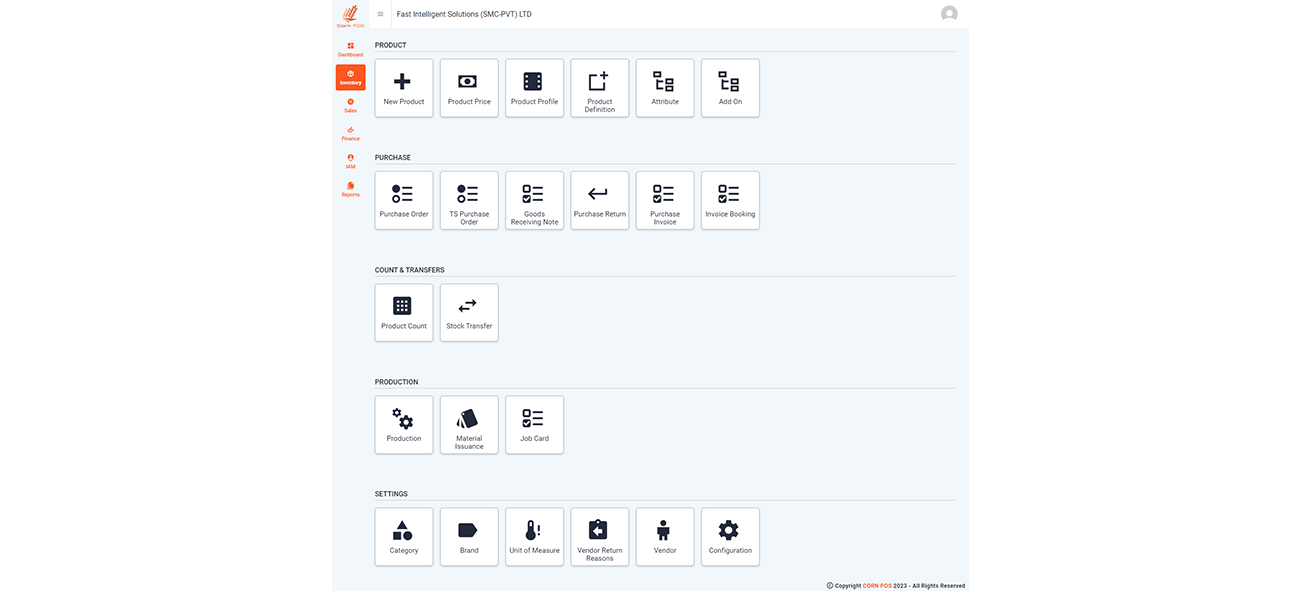 Corn POS
Fast Intelligent Solutions (SMC-PVT) LTD
Dashboard
Inventory
Sales
Finance
IAM
Reports
PRODUCT
New Product
Product Price
Product Profile
Product
Definition
Attribute
Add On
PURCHASE
Purchase Order
TS Purchase
Order
Goods
Receiving Note
Purchase Return
Purchase
Invoice
Invoice Booking
COUNT & TRANSFERS
Product Count
Stock Transfer
PRODUCTION
Production
Material
Issuance
Job Card
SETTINGS
Category
Brand
Unit of Measure
Vendor Return
Reasons
Vendor
Configuration
© Copyright CORN POS 2023 - All Rights Reserved